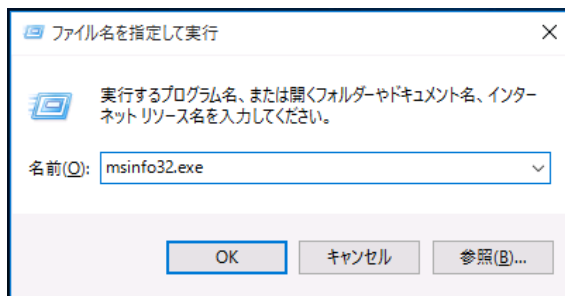 ファイル名を指定して実行
実行するプログラム名、または開くフォルダーやドキュメント名、インター
ネット リソース名を入力してください。
名前(O): msinfo32.exe
OK キャンセル 参照(B)...